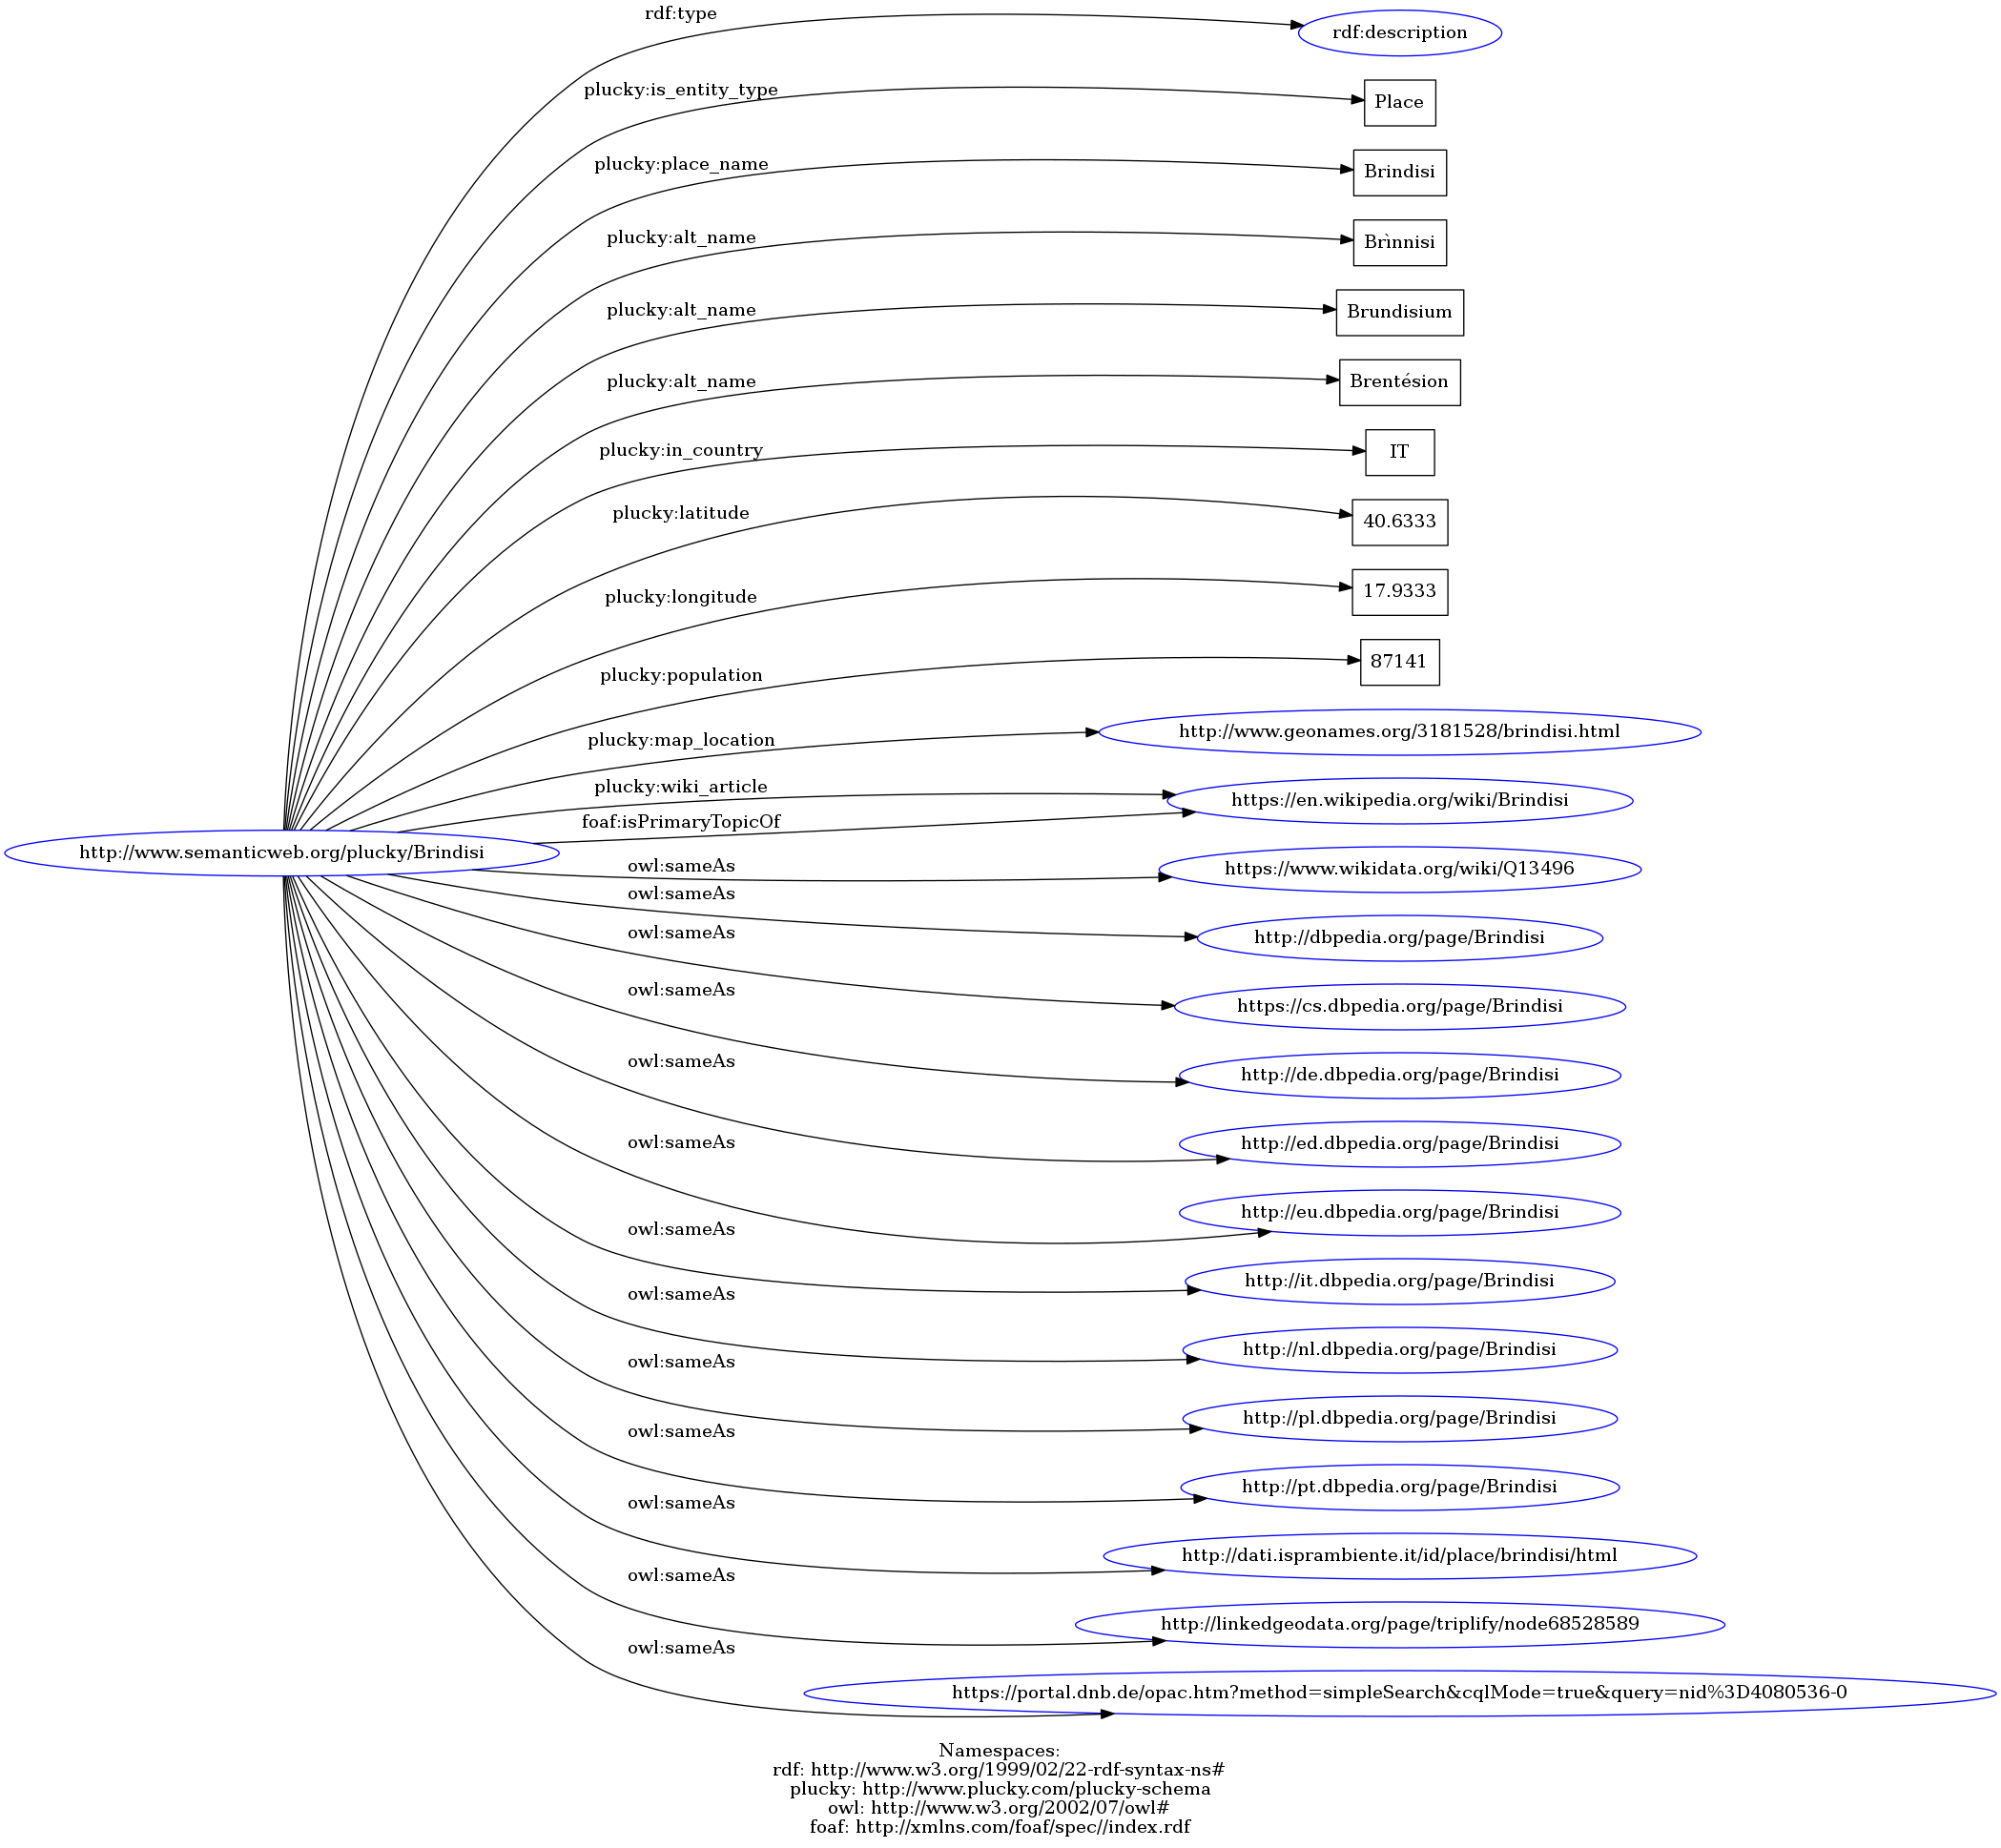 rdf:type
rdf:description
plucky:is_entity_type
Place
plucky:place_name
Brindisi
plucky:alt_name
Brìnnisi
plucky:alt_name
Brundisium
plucky:alt_name
Brentésion
plucky:in_country
IT
plucky:latitude
40.6333
plucky:longitude
17.9333
plucky:population
87141
plucky:map_location
http://www.geonames.org/3181528/brindisi.html
plucky:wiki_article
https://en.wikipedia.org/wiki/Brindisi
foaf:isPrimaryTopicOf
http://www.semanticweb.org/plucky/Brindisi
owl:sameAs
https://www.wikidata.org/wiki/Q13496
owl:sameAs
http://dbpedia.org/page/Brindisi
owl:sameAs
https://cs.dbpedia.org/page/Brindisi
owl:sameAs
http://de.dbpedia.org/page/Brindisi
owl:sameAs
http://ed.dbpedia.org/page/Brindisi
owl:sameAs
http://eu.dbpedia.org/page/Brindisi
owl:sameAs
http://it.dbpedia.org/page/Brindisi
owl:sameAs
http://nl.dbpedia.org/page/Brindisi
owl:sameAs
http://pl.dbpedia.org/page/Brindisi
owl:sameAs
http://pt.dbpedia.org/page/Brindisi
owl:sameAs
http://dati.isprambiente.it/id/place/brindisi/html
owl:sameAs
http://linkedgeodata.org/page/triplify/node68528589
owl:sameAs
https://portal.dnb.de/opac.htm?method=simpleSearch&cqlMode=true&query=nid%3D4080536-0
Namespaces:
rdf: http://www.w3.org/1999/02/22-rdf-syntax-ns#
plucky: http://www.plucky.com/plucky-schema
owl: http://www.w3.org/2002/07/owl#
foaf: http://xmlns.com/foaf/spec//index.rdf